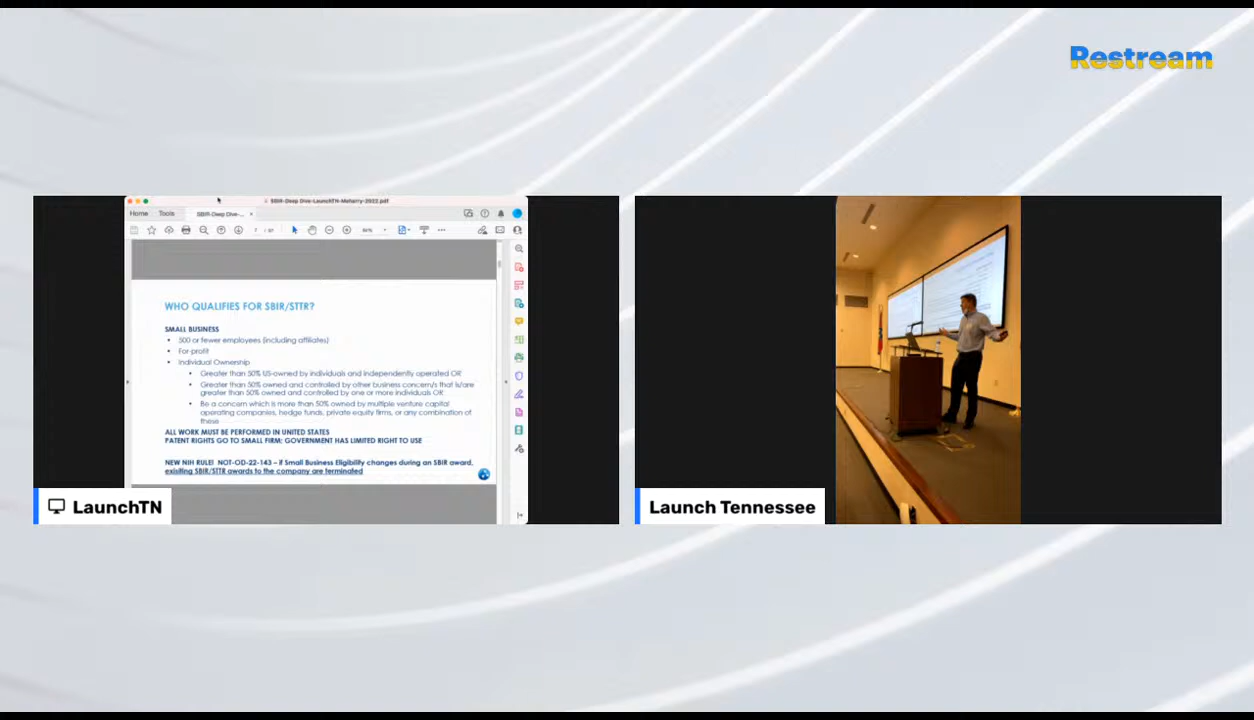 Restream
SBIR-Deep Dive-LaunchTN-Meharry-2022.pdf
Home Tools SBIR-Deep Dive-... ×
7 / 37
WHO QUALIFIES FOR SBIR/STTR?
SMALL BUSINESS
• 500 or fewer employees (including affiliates)
• For-profit
• Individual Ownership
• Greater than 50% US-owned by individuals and independently operated OR
• Greater than 50% owned and controlled by other business concern/s that is/are
greater than 50% owned and controlled by one or more individuals OR
• Be a concern which is more than 50% owned by multiple venture capital
operating companies, hedge funds, private equity firms, or any combination of
these
ALL WORK MUST BE PERFORMED IN UNITED STATES
PATENT RIGHTS GO TO SMALL FIRM; GOVERNMENT HAS LIMITED RIGHT TO USE
NEW NIH RULE! NOT-OD-22-143 – if Small Business Eligibility changes during an SBIR award,
existing SBIR/STTR awards to the company are terminated
LaunchTN
Launch Tennessee